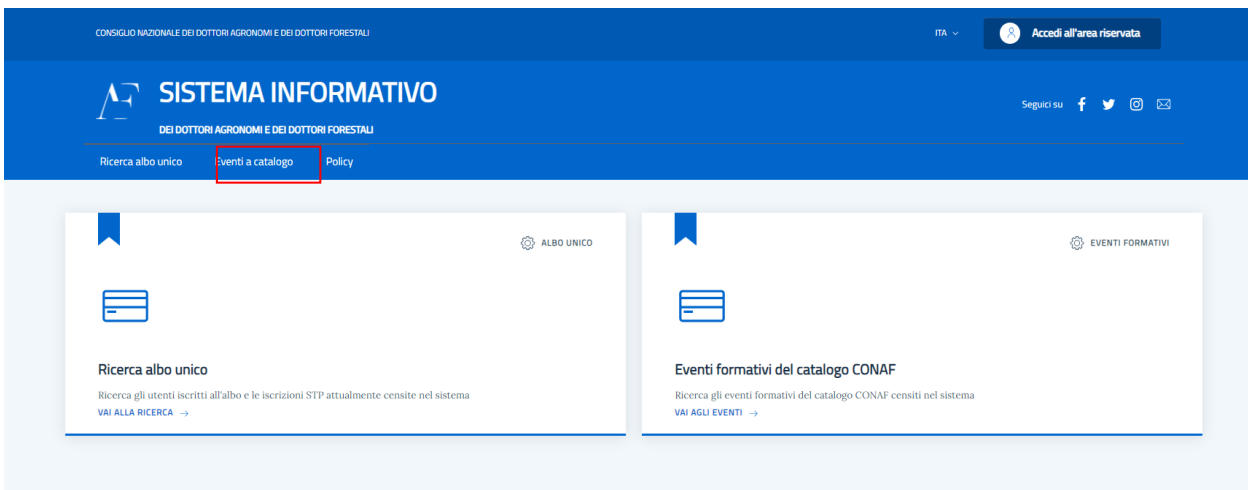 CONSIGLIO NAZIONALE DEI DOTTORI AGRONOMI E DEI DOTTORI FORESTALI
ITA
Accedi all'area riservata
SISTEMA INFORMATIVO
DEI DOTTORI AGRONOMI E DEI DOTTORI FORESTALI
Seguici su
Ricerca albo unico Eventi a catalogo Policy
ALBO UNICO
Ricerca albo unico
Ricerca gli utenti iscritti all'albo e le iscrizioni STP attualmente censite nel sistema
VAI ALLA RICERCA →
EVENTI FORMATIVI
Eventi formativi del catalogo CONAF
Ricerca gli eventi formativi del catalogo CONAF censiti nel sistema
VAI AGLI EVENTI →